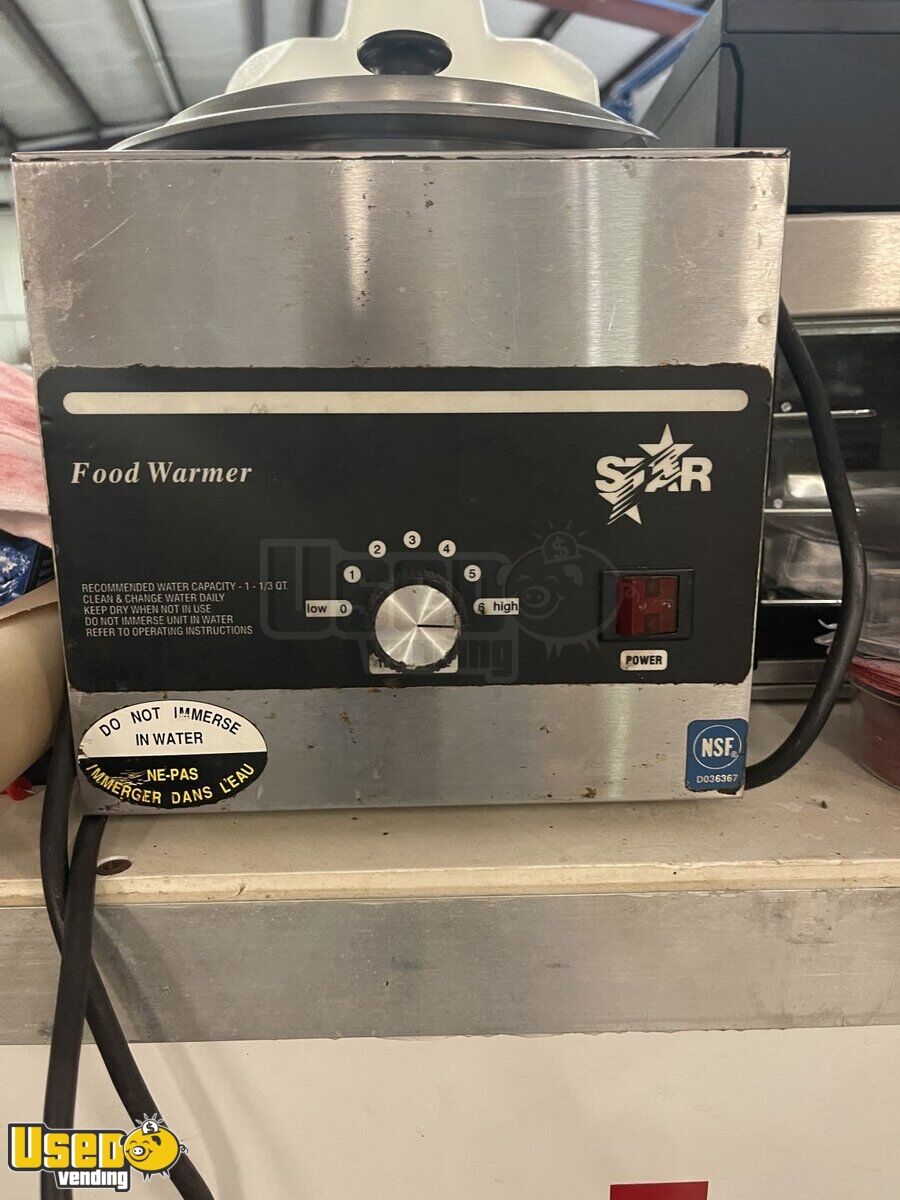 Food Warmer
STAR
RECOMMENDED WATER CAPACITY - 1 - 1/3 QT.
CLEAN & CHANGE WATER DAILY
KEEP DRY WHEN NOT IN USE
DO NOT IMMERSE UNIT IN WATER
REFER TO OPERATING INSTRUCTIONS
low 0 1 2 3 4 5 6 high
POWER
DO NOT IMMERSE
IN WATER
NE-PAS
IMMERGER DANS L'EAU
NSF®
D036367
USED
vending
USED
vending